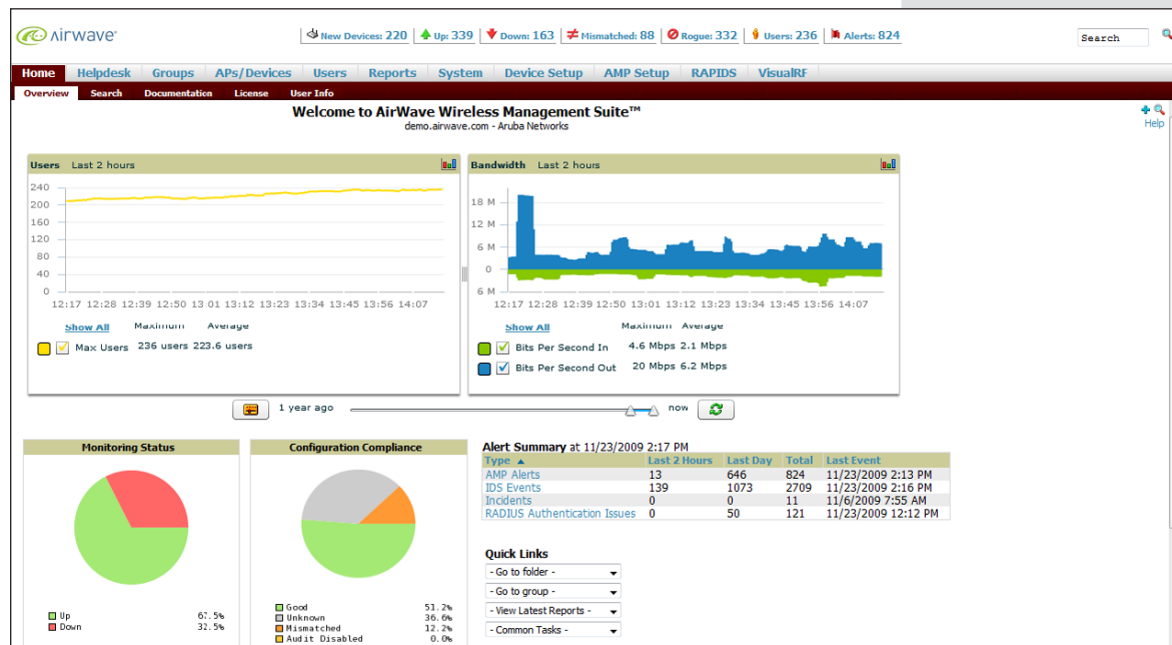 AirWave
New Devices: 220 Up: 339 Down: 163 Mismatched: 88 Rogue: 332 Users: 236 Alerts: 824
Search
Home Helpdesk Groups APs/Devices Users Reports System Device Setup AMP Setup RAPIDS VisualRF
Overview Search Documentation License User Info
Welcome to AirWave Wireless Management Suite™
demo.airwave.com - Aruba Networks
Help
Users Last 2 hours
240
200
160
120
80
40
0
12:17 12:28 12:39 12:50 13:01 13:12 13:23 13:34 13:45 13:56 14:07
Show All Maximum Average
Max Users 236 users 223.6 users
Bandwidth Last 2 hours
18 M
12 M
6 M
0
6 M
12:17 12:28 12:39 12:50 13:01 13:12 13:23 13:34 13:45 13:56 14:07
Show All Maximum Average
Bits Per Second In 4.6 Mbps 2.1 Mbps
Bits Per Second Out 20 Mbps 6.2 Mbps
1 year ago now
Monitoring Status
Up 67.5%
Down 32.5%
Configuration Compliance
Good 51.2%
Unknown 36.6%
Mismatched 12.2%
Audit Disabled 0.0%
Alert Summary at 11/23/2009 2:17 PM
Type Last 2 Hours Last Day Total Last Event
AMP Alerts 13 646 824 11/23/2009 2:13 PM
IDS Events 139 1073 2709 11/23/2009 2:16 PM
Incidents 0 0 11 11/6/2009 7:55 AM
RADIUS Authentication Issues 0 50 121 11/23/2009 12:12 PM
Quick Links
- Go to folder -
- Go to group -
- View Latest Reports -
- Common Tasks -